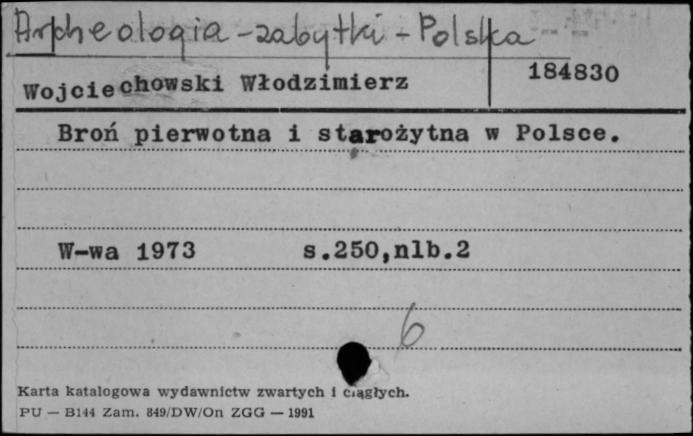 Archeologia - zabytki - Polska
Wojciechowski Włodzimierz 184830
Broń pierwotna i starożytna w Polsce.
W-wa 1973 s.250,nlb.2
6
Karta katalogowa wydawnictw zwartych i ciągłych.
PU — B144 Zam. 849/DW/On ZGG — 1991